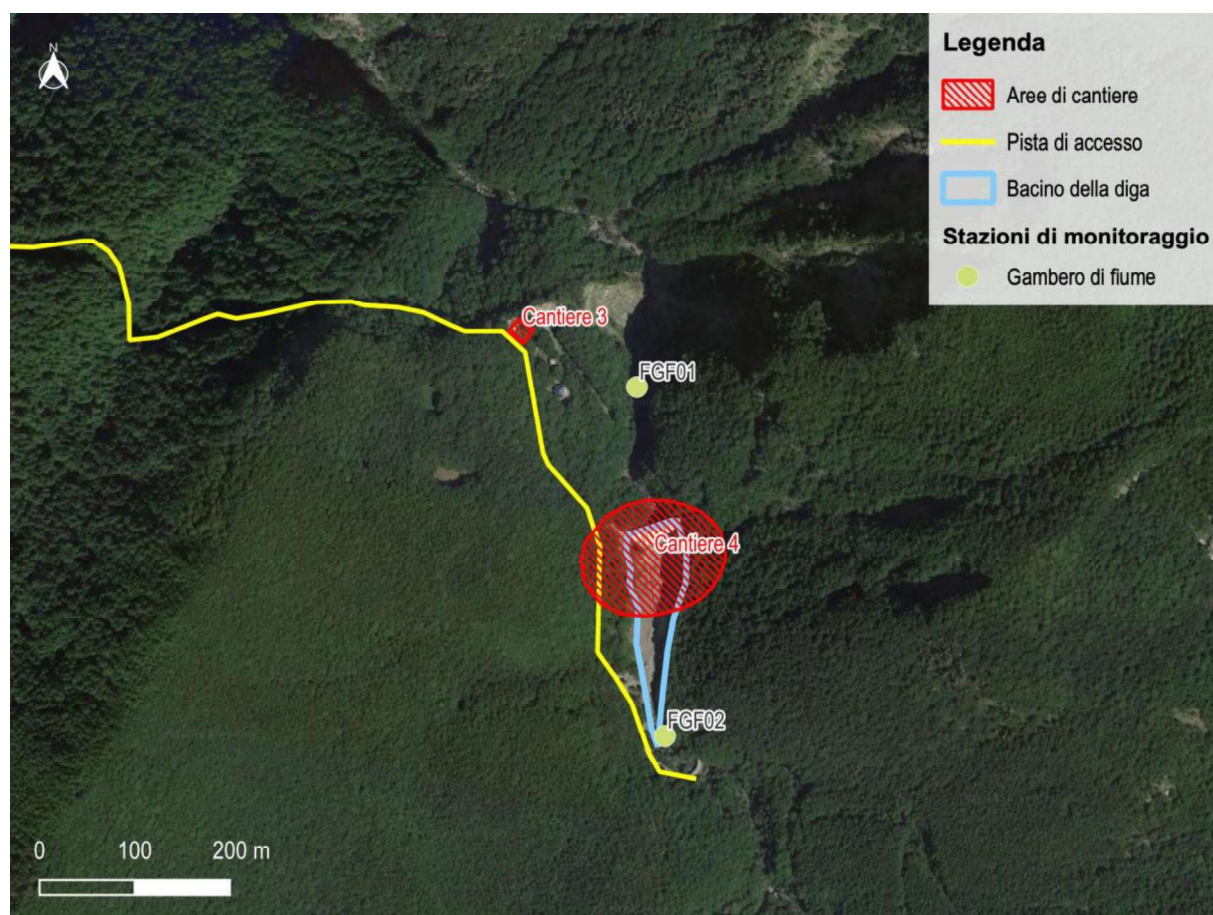 N
Legenda
Aree di cantiere
Pista di accesso
Bacino della diga
Stazioni di monitoraggio
Gambero di fiume
Cantiere 3
FGF01
Cantiere 4
FGF02
0 100 200 m